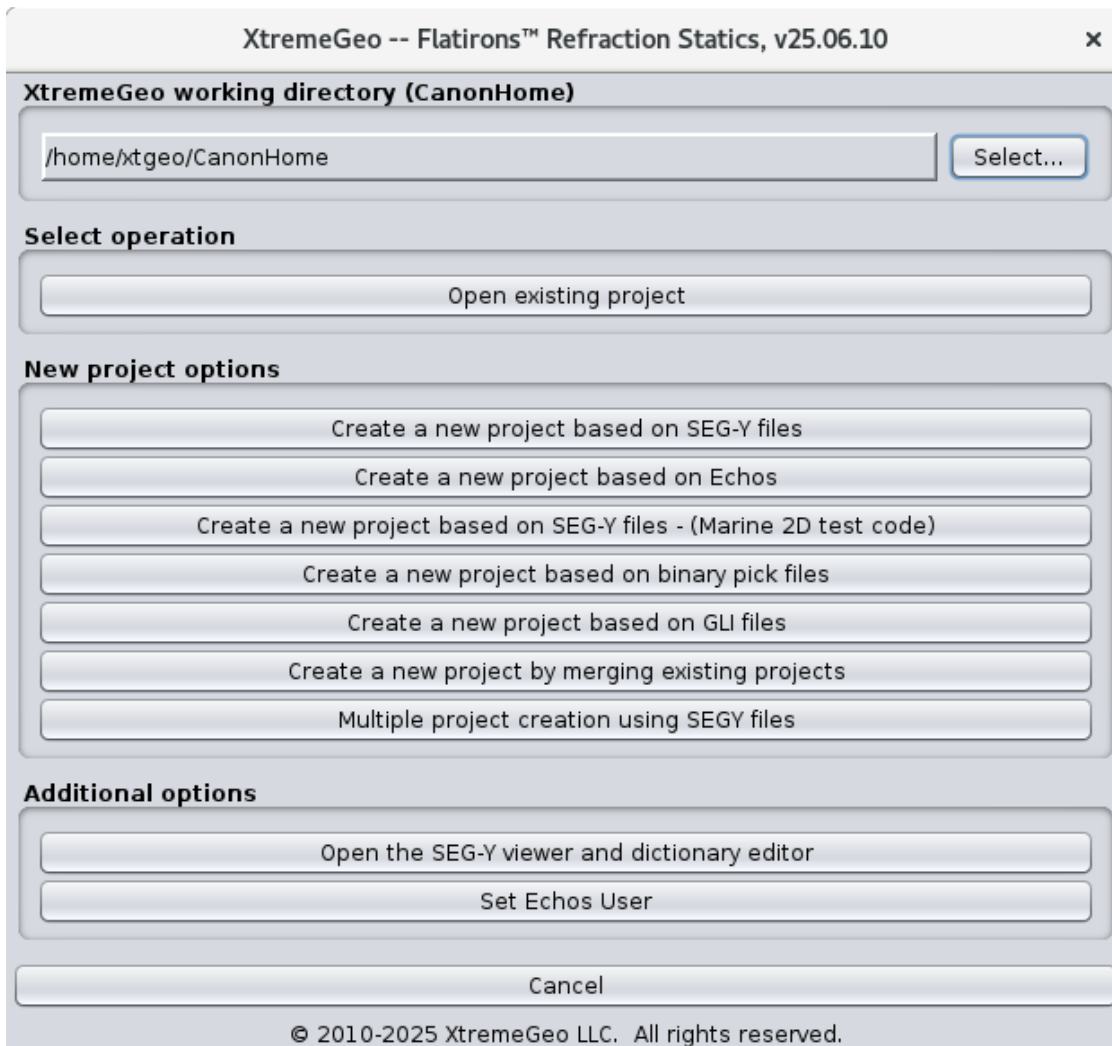 XtremeGeo -- Flatirons™ Refraction Statics, v25.06.10 ×
XtremeGeo working directory (CanonHome)
/home/xtgeo/CanonHome Select...
Select operation
Open existing project
New project options
Create a new project based on SEG-Y files
Create a new project based on Echos
Create a new project based on SEG-Y files - (Marine 2D test code)
Create a new project based on binary pick files
Create a new project based on GLI files
Create a new project by merging existing projects
Multiple project creation using SEGY files
Additional options
Open the SEG-Y viewer and dictionary editor
Set Echos User
Cancel
© 2010-2025 XtremeGeo LLC. All rights reserved.